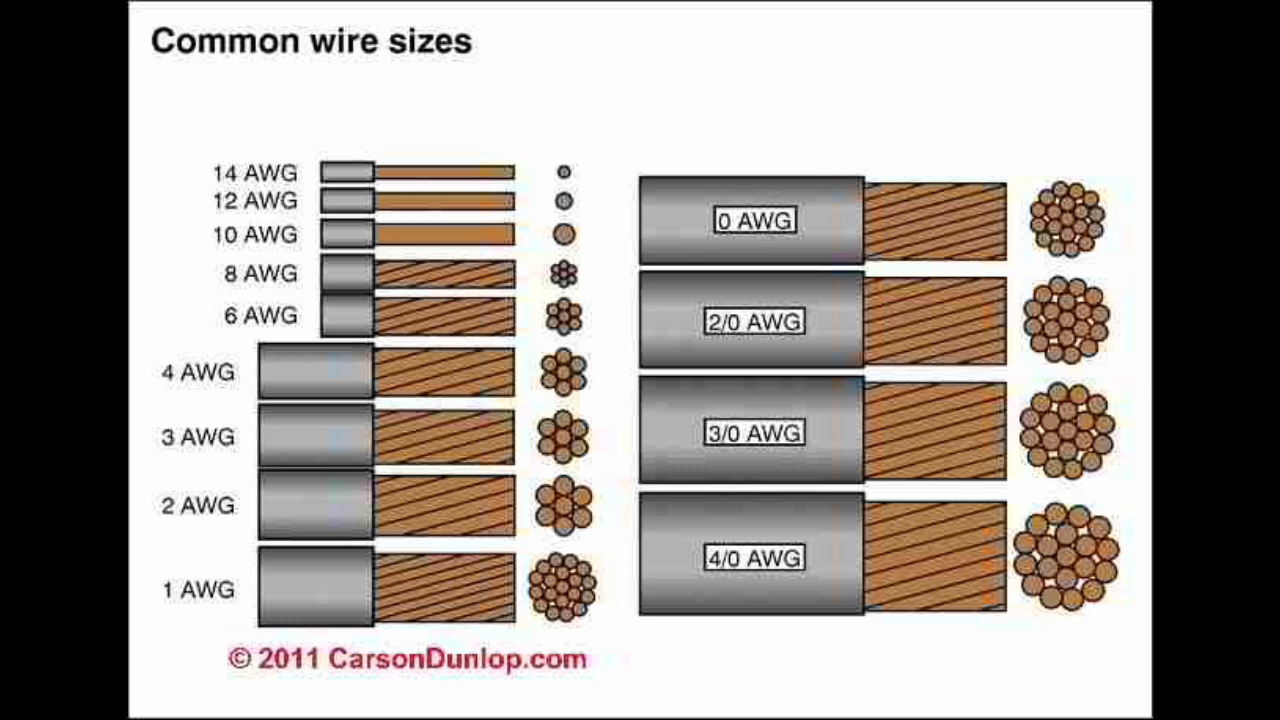 Common wire sizes
14 AWG
12 AWG
10 AWG
8 AWG
6 AWG
4 AWG
3 AWG
2 AWG
1 AWG
0 AWG
2/0 AWG
3/0 AWG
4/0 AWG
© 2011 CarsonDunlop.com